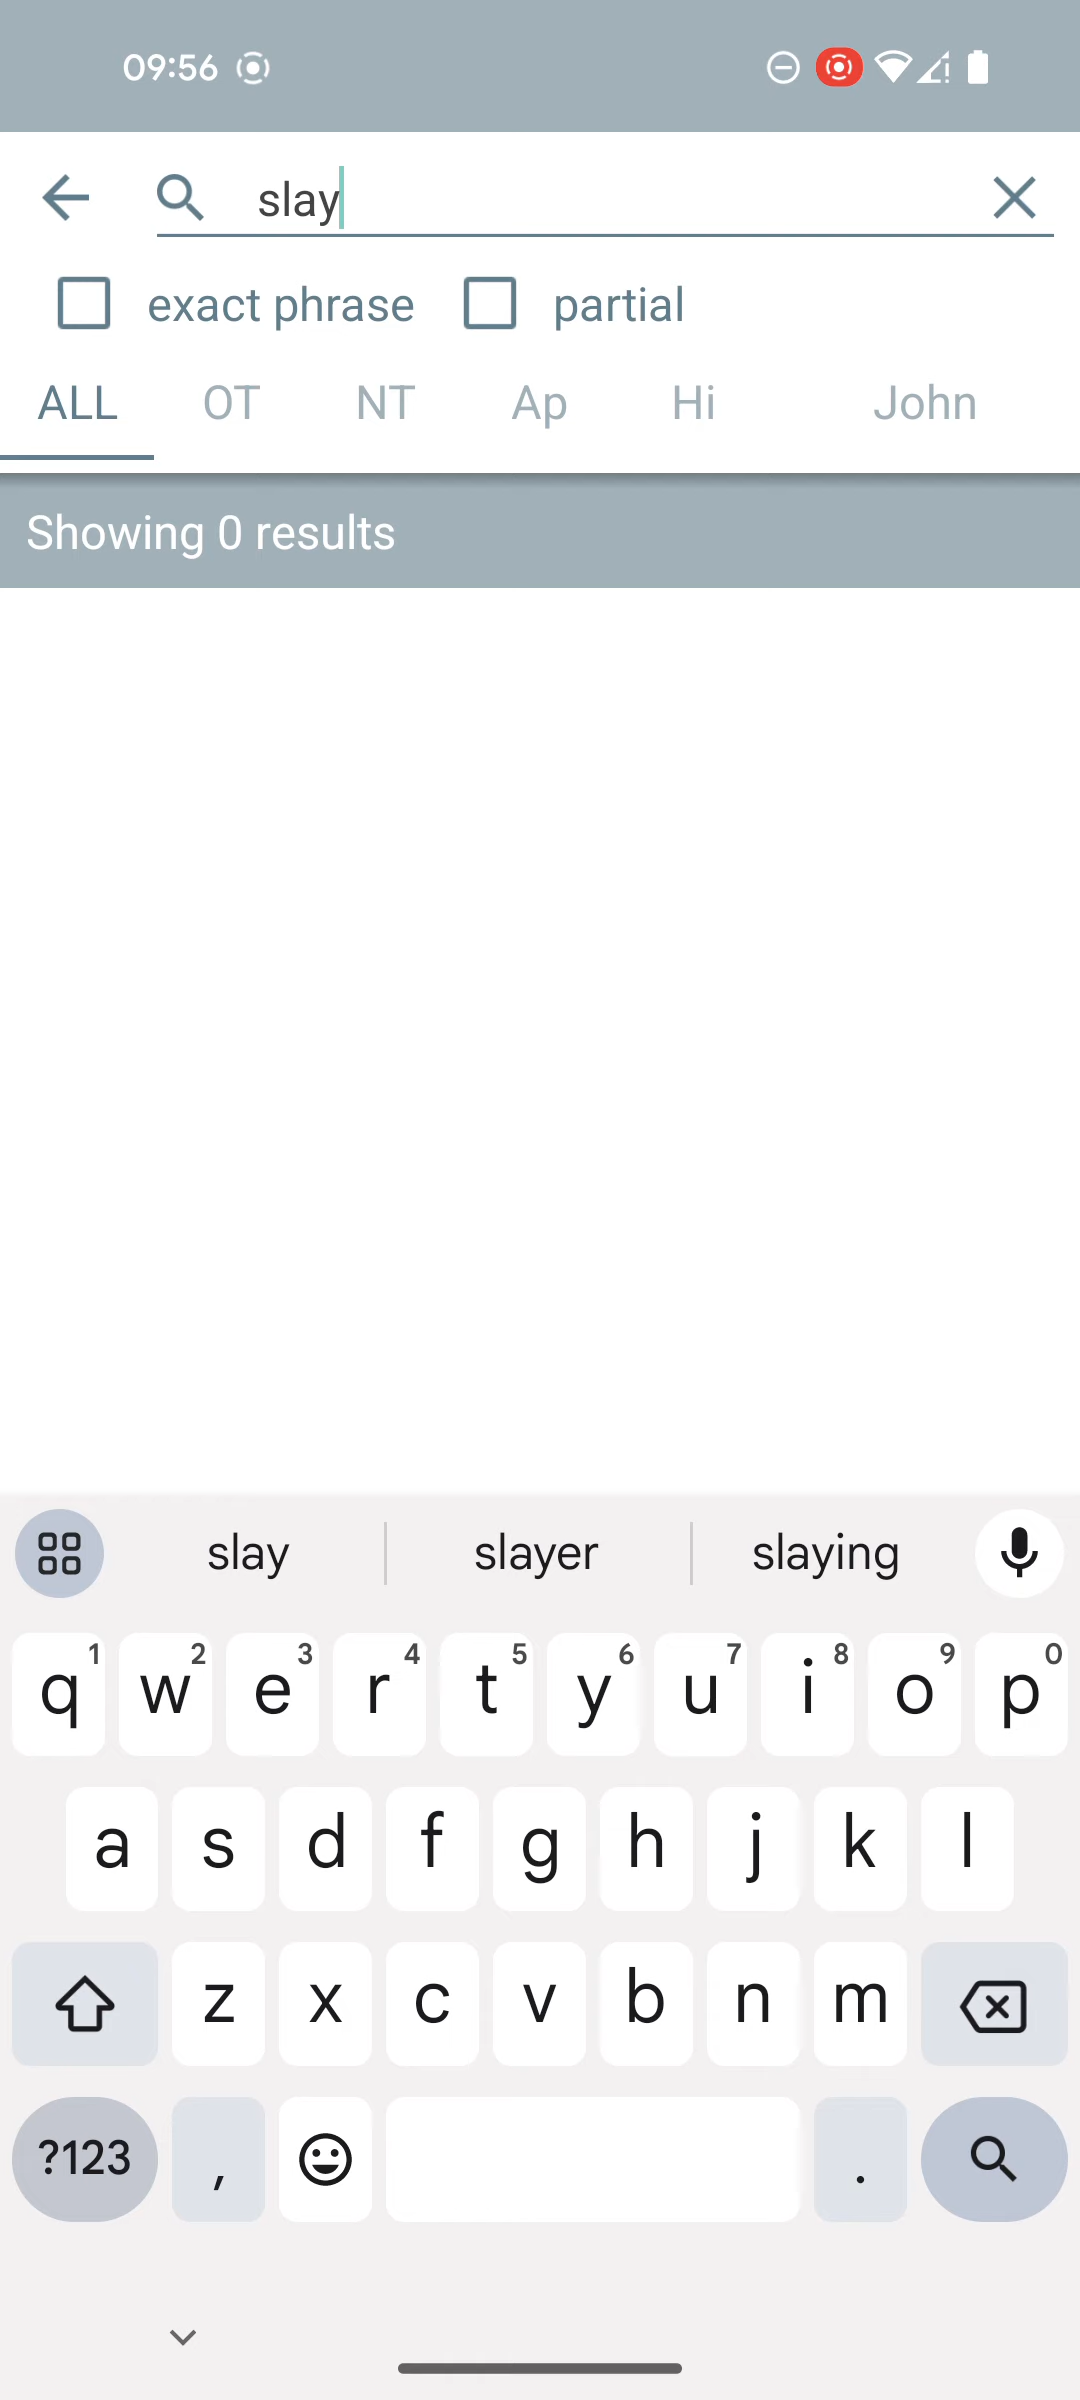 09:56
slay
exact phrase partial
ALL OT NT Ap Hi John
Showing 0 results
slay slayer slaying
q1 w2 e3 r4 t5 y6 u7 i8 o9 p0
a s d f g h j k l
z x c v b n m
?123 , .